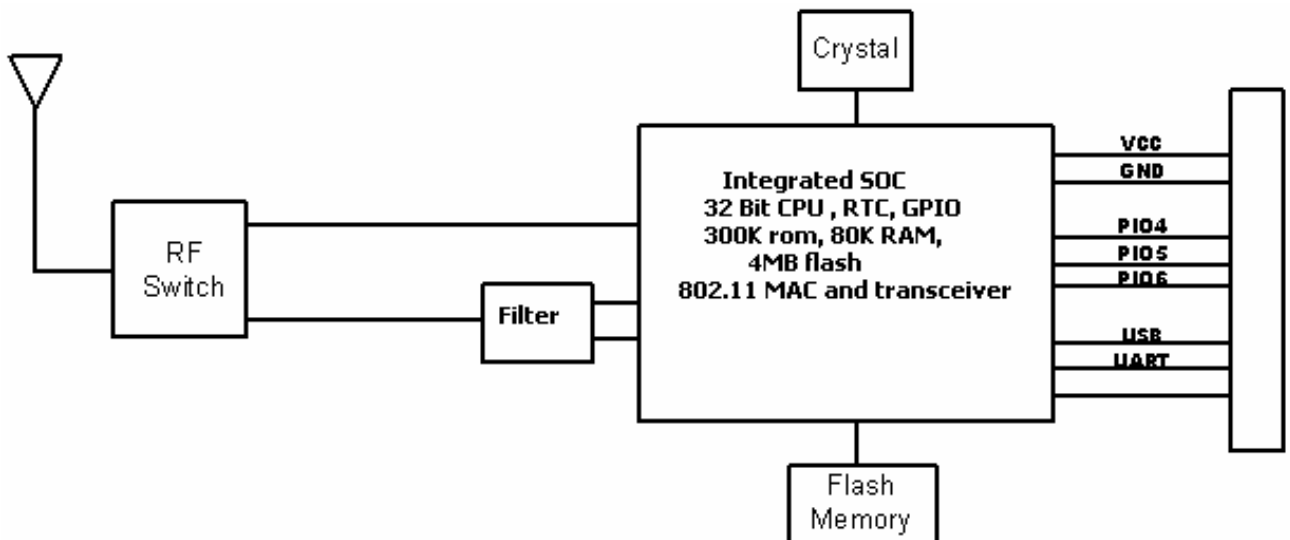 Crystal
Integrated SOC
32 Bit CPU , RTC, GPIO
300K rom, 80K RAM,
4MB flash
802.11 MAC and transceiver
VCC
GND
PIO4
PIO5
PIO6
USB
UART
RF
Switch
Filter
Flash
Memory